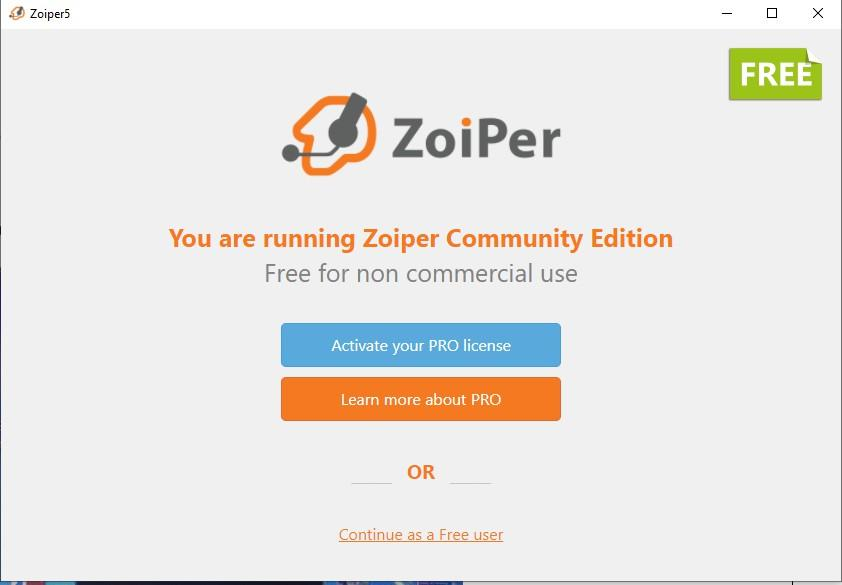 Zoiper5
FREE
ZoiPer
You are running Zoiper Community Edition
Free for non commercial use
Activate your PRO license
Learn more about PRO
OR
Continue as a Free user